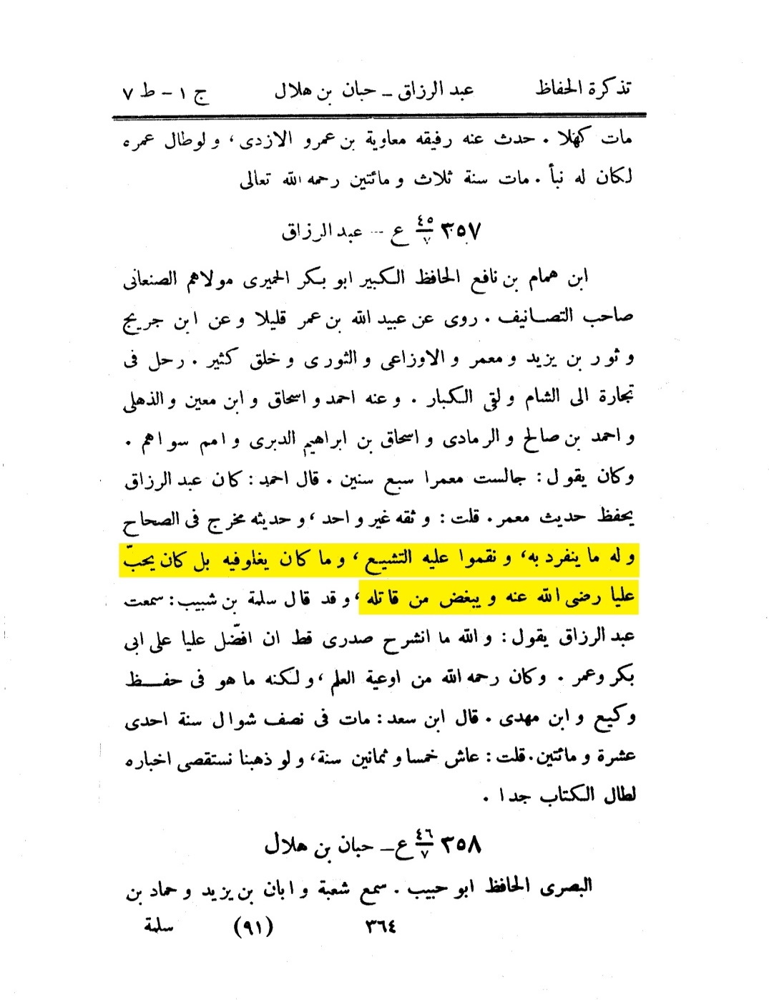 تذكرة الحفاظ عبد الرزاق ـ حبان بن هلال ج ١ - ط ٧
مات كهلا . حدث عنه رفيقه معاوية بن عمرو الازدى، ولو طال عمره
لكان له نبأ . مات سنة ثلاث و مائتين رحمه الله تعالى
٣٥٧ ٤٥/٧ ع -- عبد الرزاق
ابن همام بن نافع الحافظ الكبير ابو بكر الحميرى مولاهم الصنعانى
صاحب التصانيف . روى عن عبيد الله بن عمر قليلا و عن ابن جريج
و ثور بن يزيد و معمر و الاوزاعى و الثورى و خلق كثير . رحل فى
تجارة الى الشام و لقى الكبار . و عنه احمد و اسحاق و ابن معين و الذهلى
و احمد بن صالح و الرمادى و اسحاق بن ابراهيم الدبرى و امم سواهم .
وكان يقول : جالست معمرا سبع سنين . قال احمد : كان عبد الرزاق
يحفظ حديث معمر . قلت : و ثقه غير واحد، و حديثه مخرج فى الصحاح
و له ما ينفرد به، و نقموا عليه التشيع، و ما كان يغلو فيه بل كان يحبّ
عليا رضى الله عنه و يبغض من قاتله، و قد قال سلمة بن شبيب : سمعت
عبد الرزاق يقول : و الله ما انشرح صدرى قط ان افضّل عليا على ابى
بكر وعمر . وكان رحمه الله من اوعية العلم، و لكنه ما هو فى حفظ
وكيع و ابن مهدى . قال ابن سعد : مات فى نصف شوال سنة احدى
عشرة و مائتين . قلت : عاش خمسا و ثمانين سنة، و لو ذهبنا نستقصى اخباره
لطال الكتاب جدا .
٣٥٨ ٤٦/٧ ع ـ حبان بن هلال
البصرى الحافظ ابو حبيب . سمع شعبة و ابان بن يزيد و حماد بن
٣٦٤ (٩١) سلمة